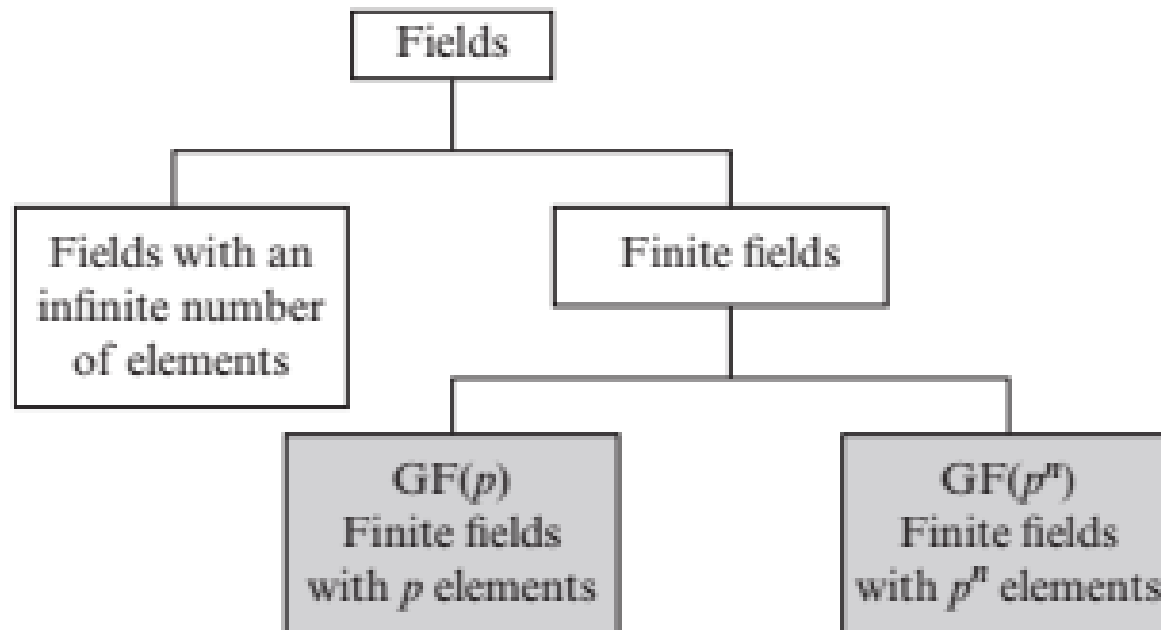 Fields
Fields with an
infinite number
of elements
Finite fields
GF(p)
Finite fields
with p elements
GF(pⁿ)
Finite fields
with pⁿ elements